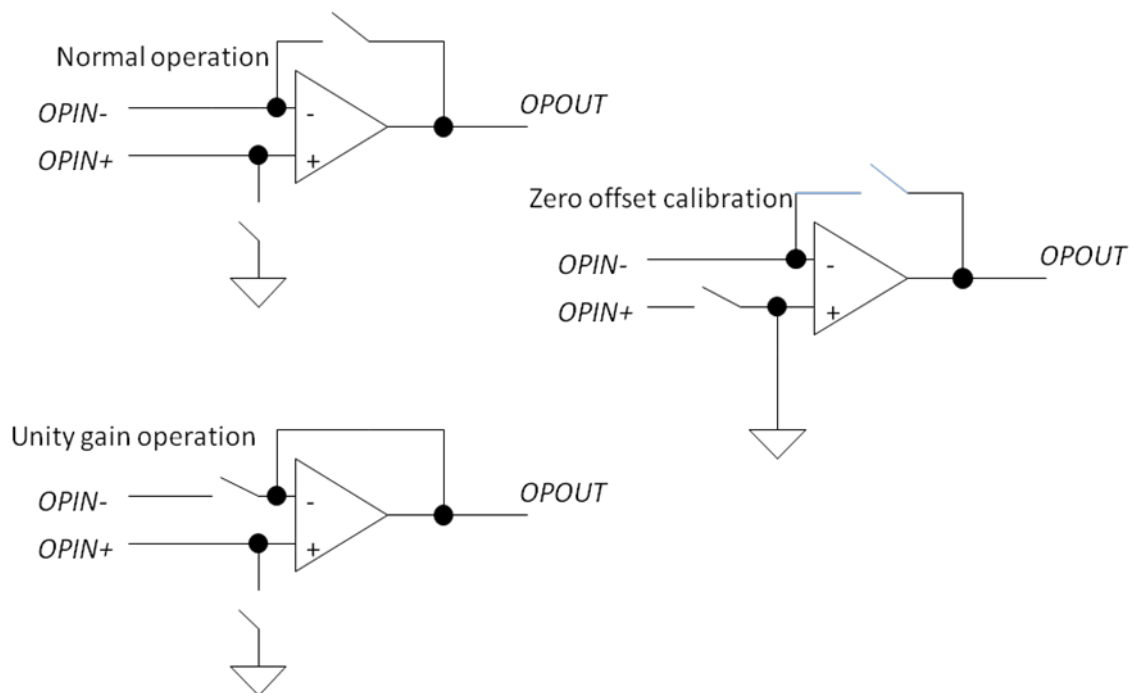 Normal operation
OPIN-
OPIN+
-
+
OPOUT
Zero offset calibration
OPIN-
OPIN+
-
+
OPOUT
Unity gain operation
OPIN-
OPIN+
-
+
OPOUT